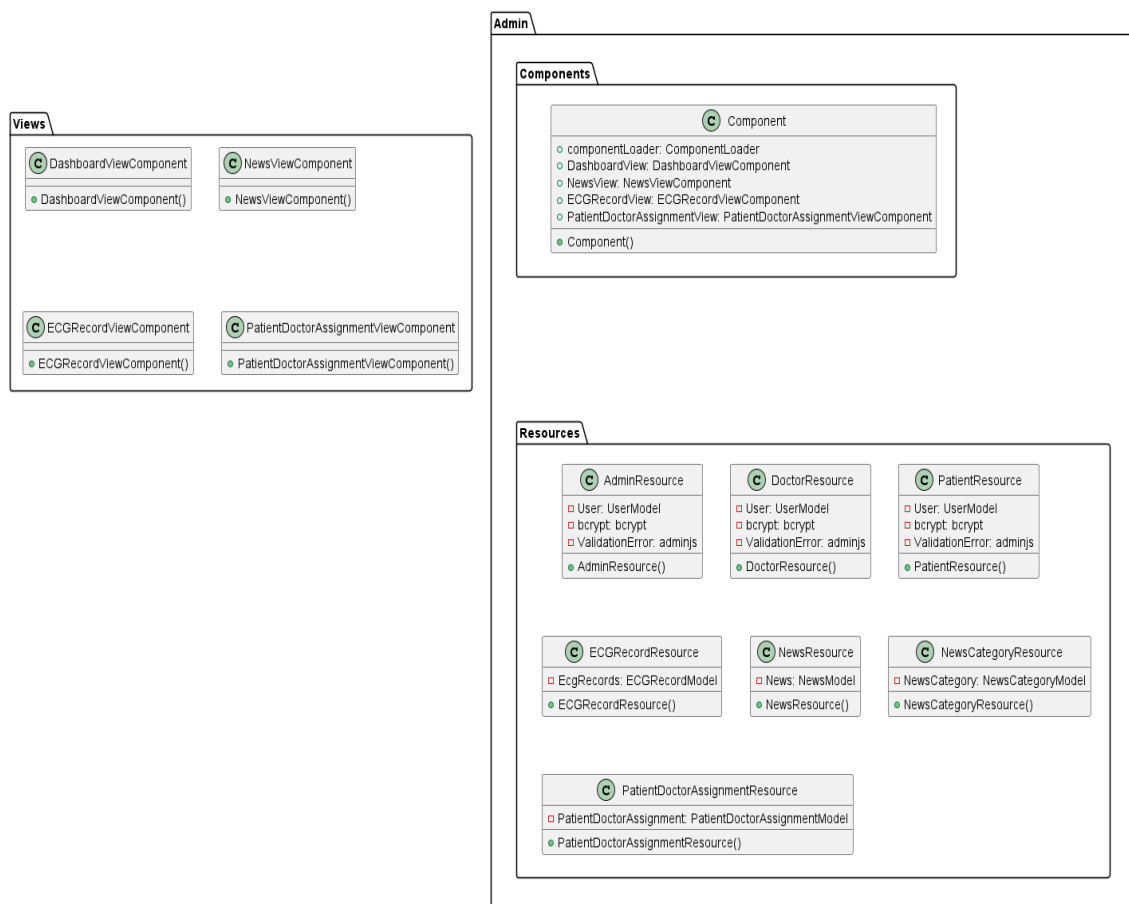 Admin
Components
C Component
componentLoader: ComponentLoader
DashboardView: DashboardViewComponent
NewsView: NewsViewComponent
ECGRecordView: ECGRecordViewComponent
PatientDoctorAssignmentView: PatientDoctorAssignmentViewComponent
Component()
Views
C DashboardViewComponent
DashboardViewComponent()
C NewsViewComponent
NewsViewComponent()
C ECGRecordViewComponent
ECGRecordViewComponent()
C PatientDoctorAssignmentViewComponent
PatientDoctorAssignmentViewComponent()
Resources
C AdminResource
User: UserModel
bcrypt: bcrypt
ValidationError: adminjs
AdminResource()
C DoctorResource
User: UserModel
bcrypt: bcrypt
ValidationError: adminjs
DoctorResource()
C PatientResource
User: UserModel
bcrypt: bcrypt
ValidationError: adminjs
PatientResource()
C ECGRecordResource
EcgRecords: ECGRecordModel
ECGRecordResource()
C NewsResource
News: NewsModel
NewsResource()
C NewsCategoryResource
NewsCategory: NewsCategoryModel
NewsCategoryResource()
C PatientDoctorAssignmentResource
PatientDoctorAssignment: PatientDoctorAssignmentModel
PatientDoctorAssignmentResource()